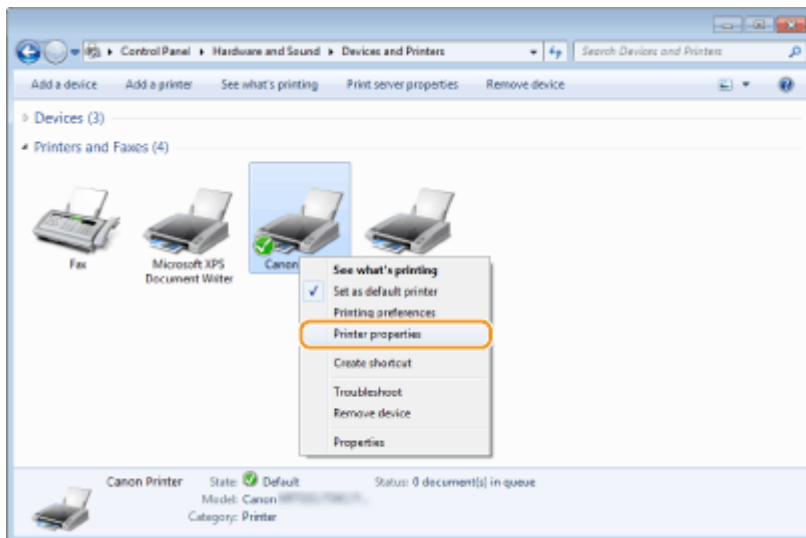 Control Panel ▸ Hardware and Sound ▸ Devices and Printers
Search Devices and Printers
Add a device Add a printer See what's printing Print server properties Remove device
Devices (3)
Printers and Faxes (4)
Fax
Microsoft XPS
Document Writer
Canon
See what's printing
Set as default printer
Printing preferences
Printer properties
Create shortcut
Troubleshoot
Remove device
Properties
Canon Printer State: Default Status: 0 document(s) in queue
Model: Canon
Category: Printer